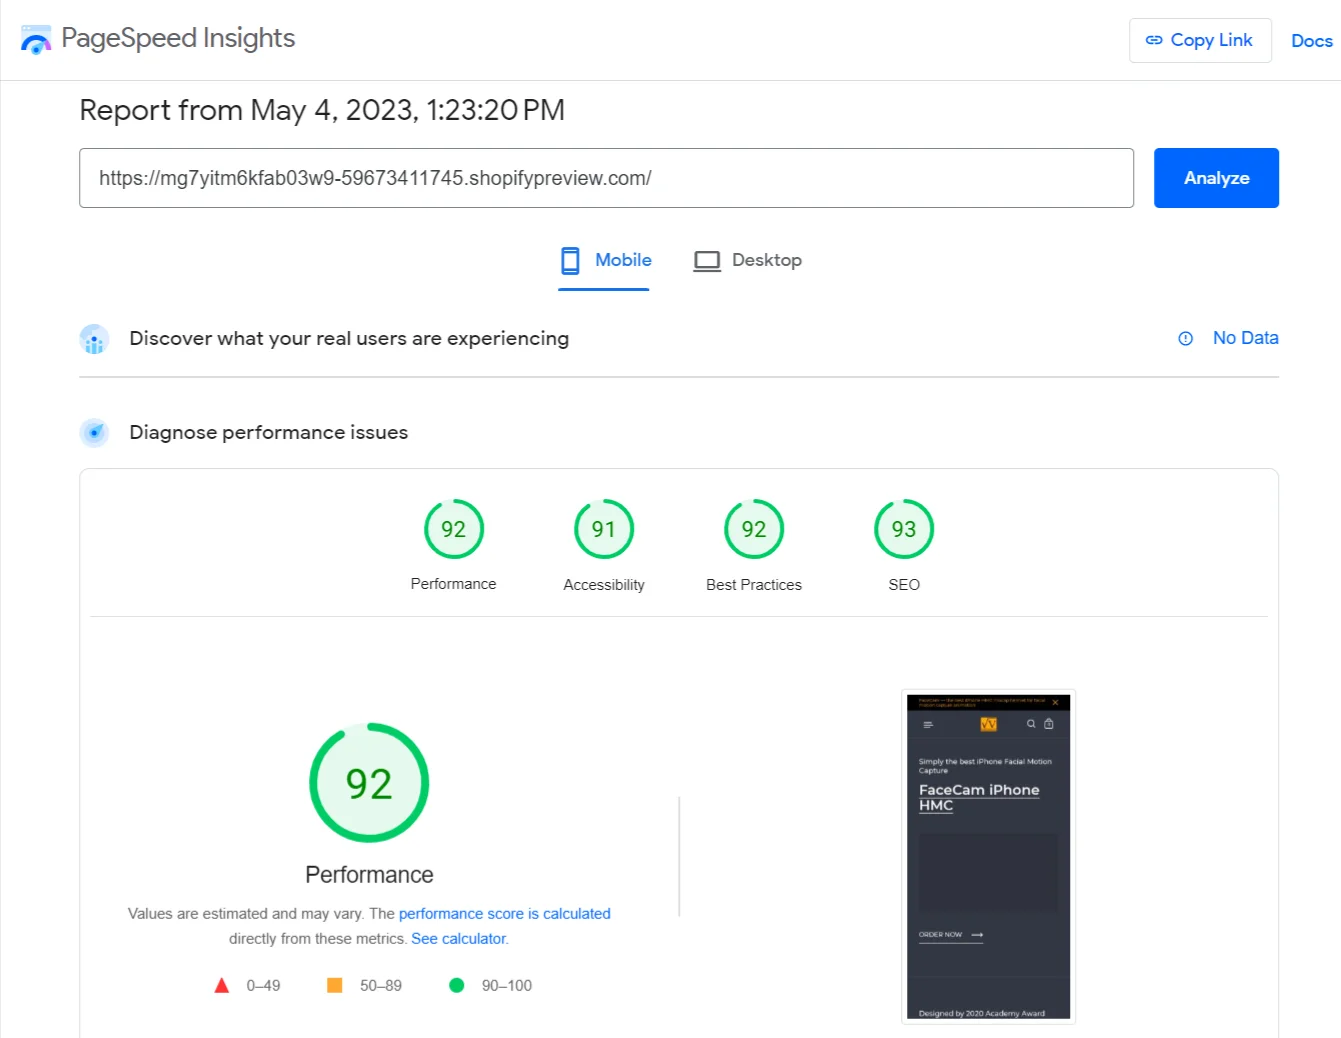 PageSpeed Insights
Copy Link
Docs
Report from May 4, 2023, 1:23:20 PM
https://mg7yitm6kfab03w9-59673411745.shopifypreview.com/
Analyze
Mobile
Desktop
Discover what your real users are experiencing
No Data
Diagnose performance issues
92
91
92
93
Performance
Accessibility
Best Practices
SEO
92
Performance
Values are estimated and may vary. The performance score is calculated
directly from these metrics. See calculator.
0–49
50–89
90–100
Simply the best iPhone Facial Motion
Capture
FaceCam iPhone
HMC
ORDER NOW
Designed by 2020 Academy Award